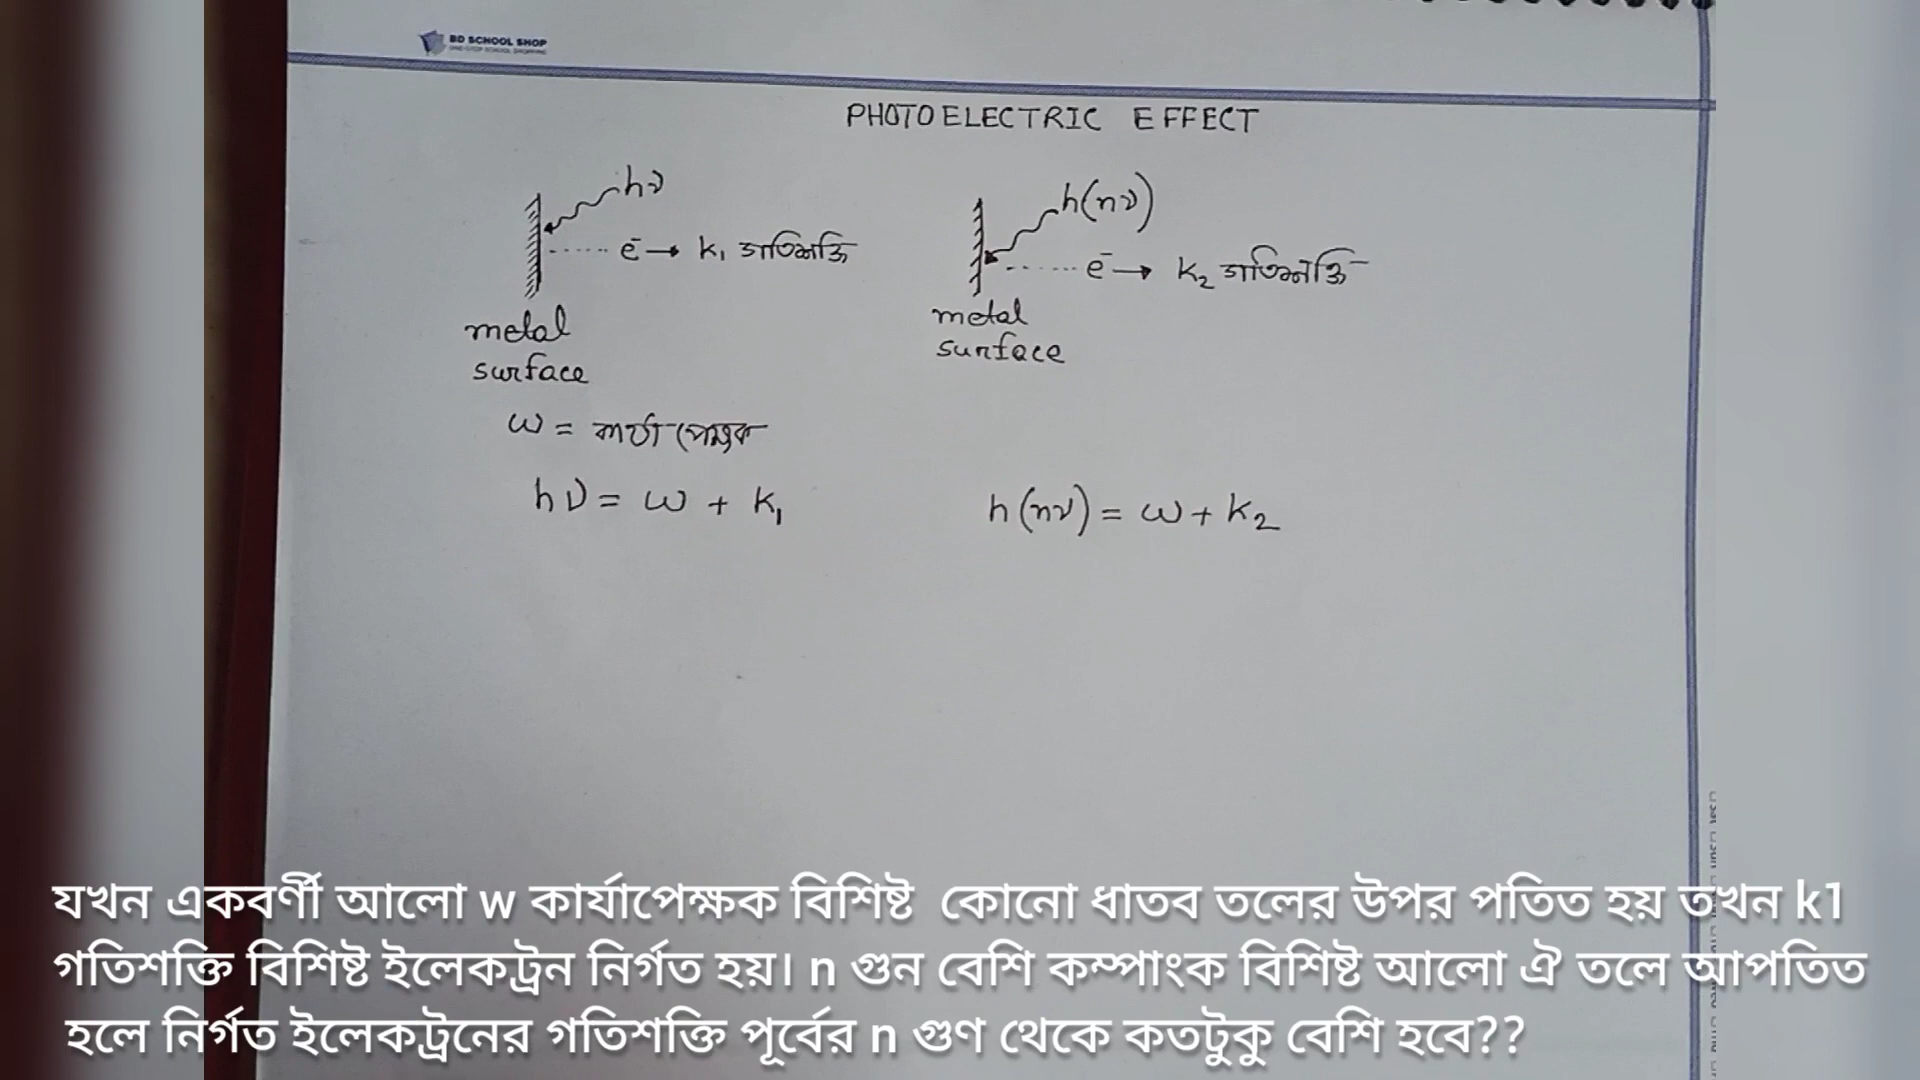 BD SCHOOL SHOP
PHOTOELECTRIC EFFECT
hν
h(nν)
e⁻→ k₁ গতিশক্তি
e⁻→ k₂ গতিশক্তি
metal
surface
metal
surface
ω = কার্যাপেক্ষক
hν = ω + k₁
h(nν) = ω + k₂
যখন একবর্ণী আলো w কার্যাপেক্ষক বিশিষ্ট কোনো ধাতব তলের উপর পতিত হয় তখন k1
গতিশক্তি বিশিষ্ট ইলেকট্রন নির্গত হয়। n গুন বেশি কম্পাংক বিশিষ্ট আলো ঐ তলে আপতিত
হলে নির্গত ইলেকট্রনের গতিশক্তি পূর্বের n গুণ থেকে কতটুকু বেশি হবে??